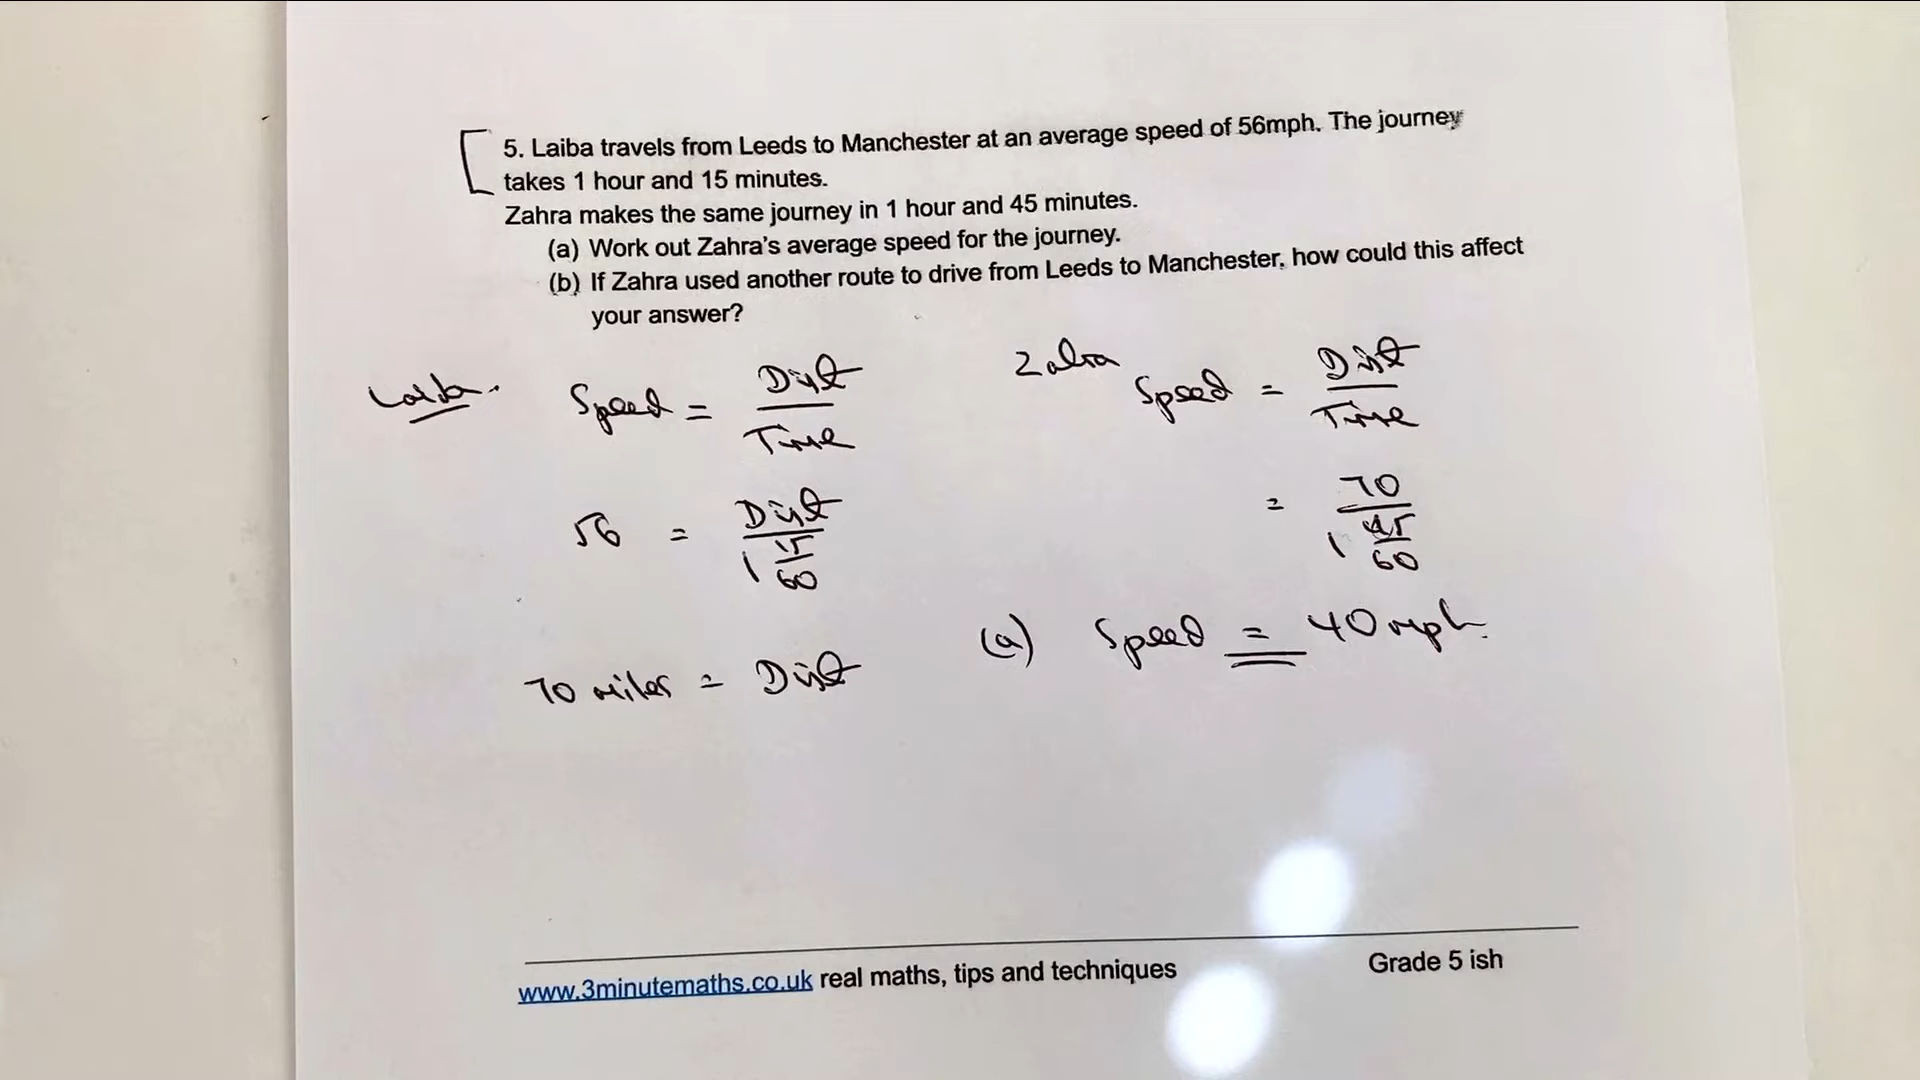 5. Laiba travels from Leeds to Manchester at an average speed of 56mph. The journey
takes 1 hour and 15 minutes.
Zahra makes the same journey in 1 hour and 45 minutes.
(a) Work out Zahra's average speed for the journey.
(b) If Zahra used another route to drive from Leeds to Manchester, how could this affect
your answer?
Laiba. Speed = Dist / Time
56 = Dist / 1 15/60
70 miles = Dist
Zahra Speed = Dist / Time
= 70 / 1 45/60
(a) Speed = 40 mph.
www.3minutemaths.co.uk real maths, tips and techniques
Grade 5 ish